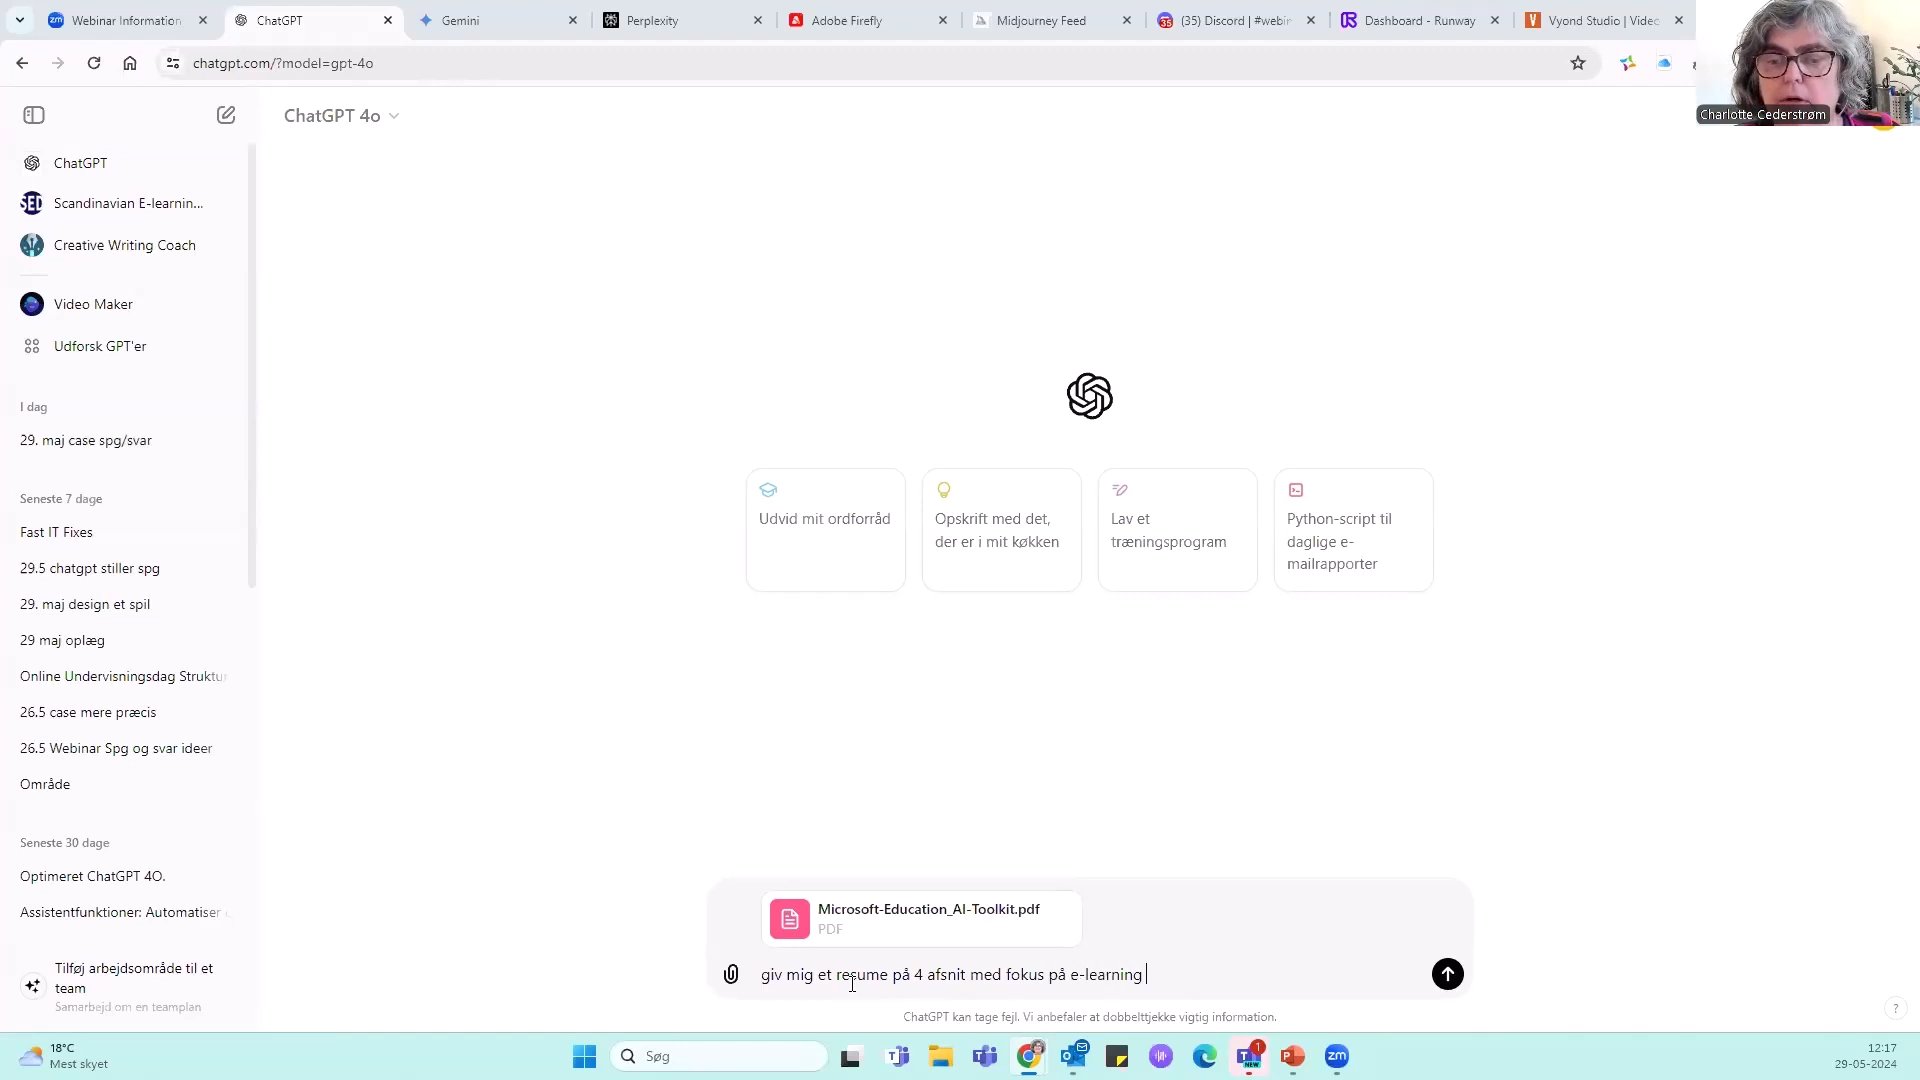 Webinar Information
ChatGPT
Gemini
Perplexity
Adobe Firefly
Midjourney Feed
(35) Discord | #webin
Dashboard - Runway
Vyond Studio | Video
chatgpt.com/?model=gpt-4o
Charlotte Cederstrøm
ChatGPT 4o
ChatGPT
Scandinavian E-learnin...
Creative Writing Coach
Video Maker
Udforsk GPT'er
I dag
29. maj case spg/svar
Seneste 7 dage
Fast IT Fixes
29.5 chatgpt stiller spg
29. maj design et spil
29 maj oplæg
Online Undervisningsdag Struktur
26.5 case mere præcis
26.5 Webinar Spg og svar ideer
Område
Seneste 30 dage
Optimeret ChatGPT 4O.
Assistentfunktioner: Automatiser
Tilføj arbejdsområde til et
team
Samarbejd om en teamplan
Udvid mit ordforråd
Opskrift med det,
der er i mit køkken
Lav et
træningsprogram
Python-script til
daglige e-
mailrapporter
Microsoft-Education_AI-Toolkit.pdf
PDF
giv mig et resume på 4 afsnit med fokus på e-learning
ChatGPT kan tage fejl. Vi anbefaler at dobbelttjekke vigtig information.
?
18°C
Mest skyet
Søg
12:17
29-05-2024